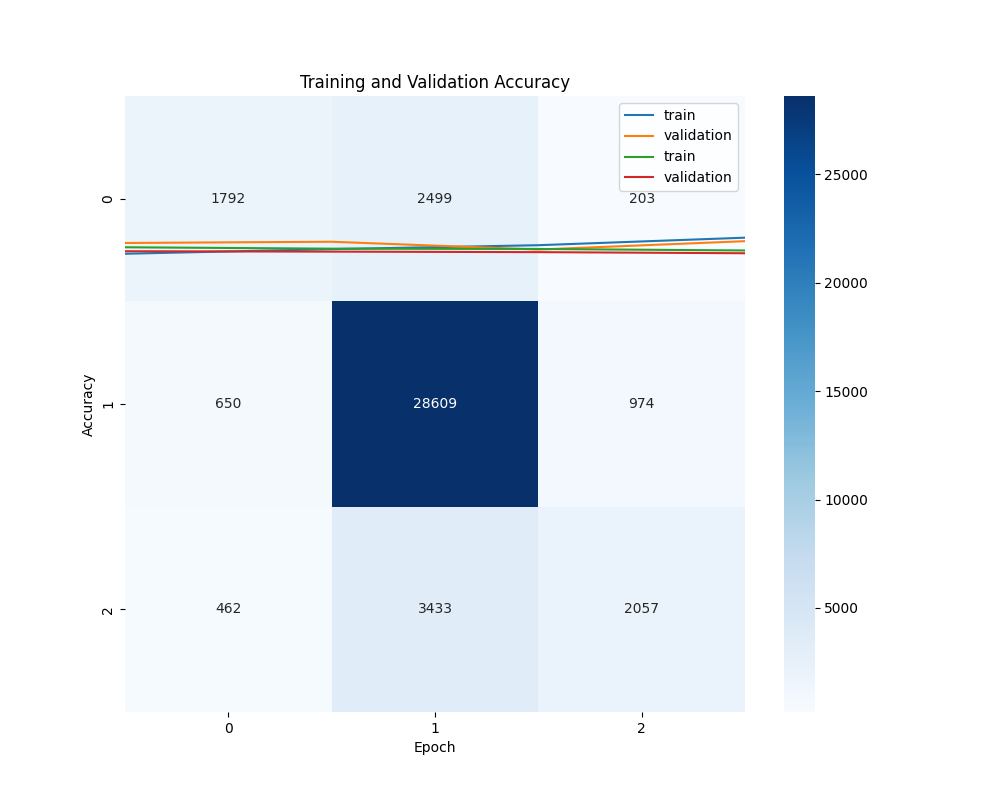 Training and Validation Accuracy
train
validation
train
validation
0 1792 2499 203
1 650 28609 974
2 462 3433 2057
0 1 2
Epoch
Accuracy
25000
20000
15000
10000
5000